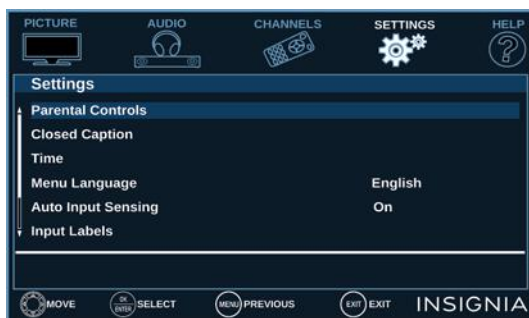 PICTURE AUDIO CHANNELS SETTINGS HELP
Settings
Parental Controls
Closed Caption
Time
Menu Language English
Auto Input Sensing On
Input Labels
OK ENTER SELECT MENU PREVIOUS EXIT EXIT INSIGNIA
MOVE